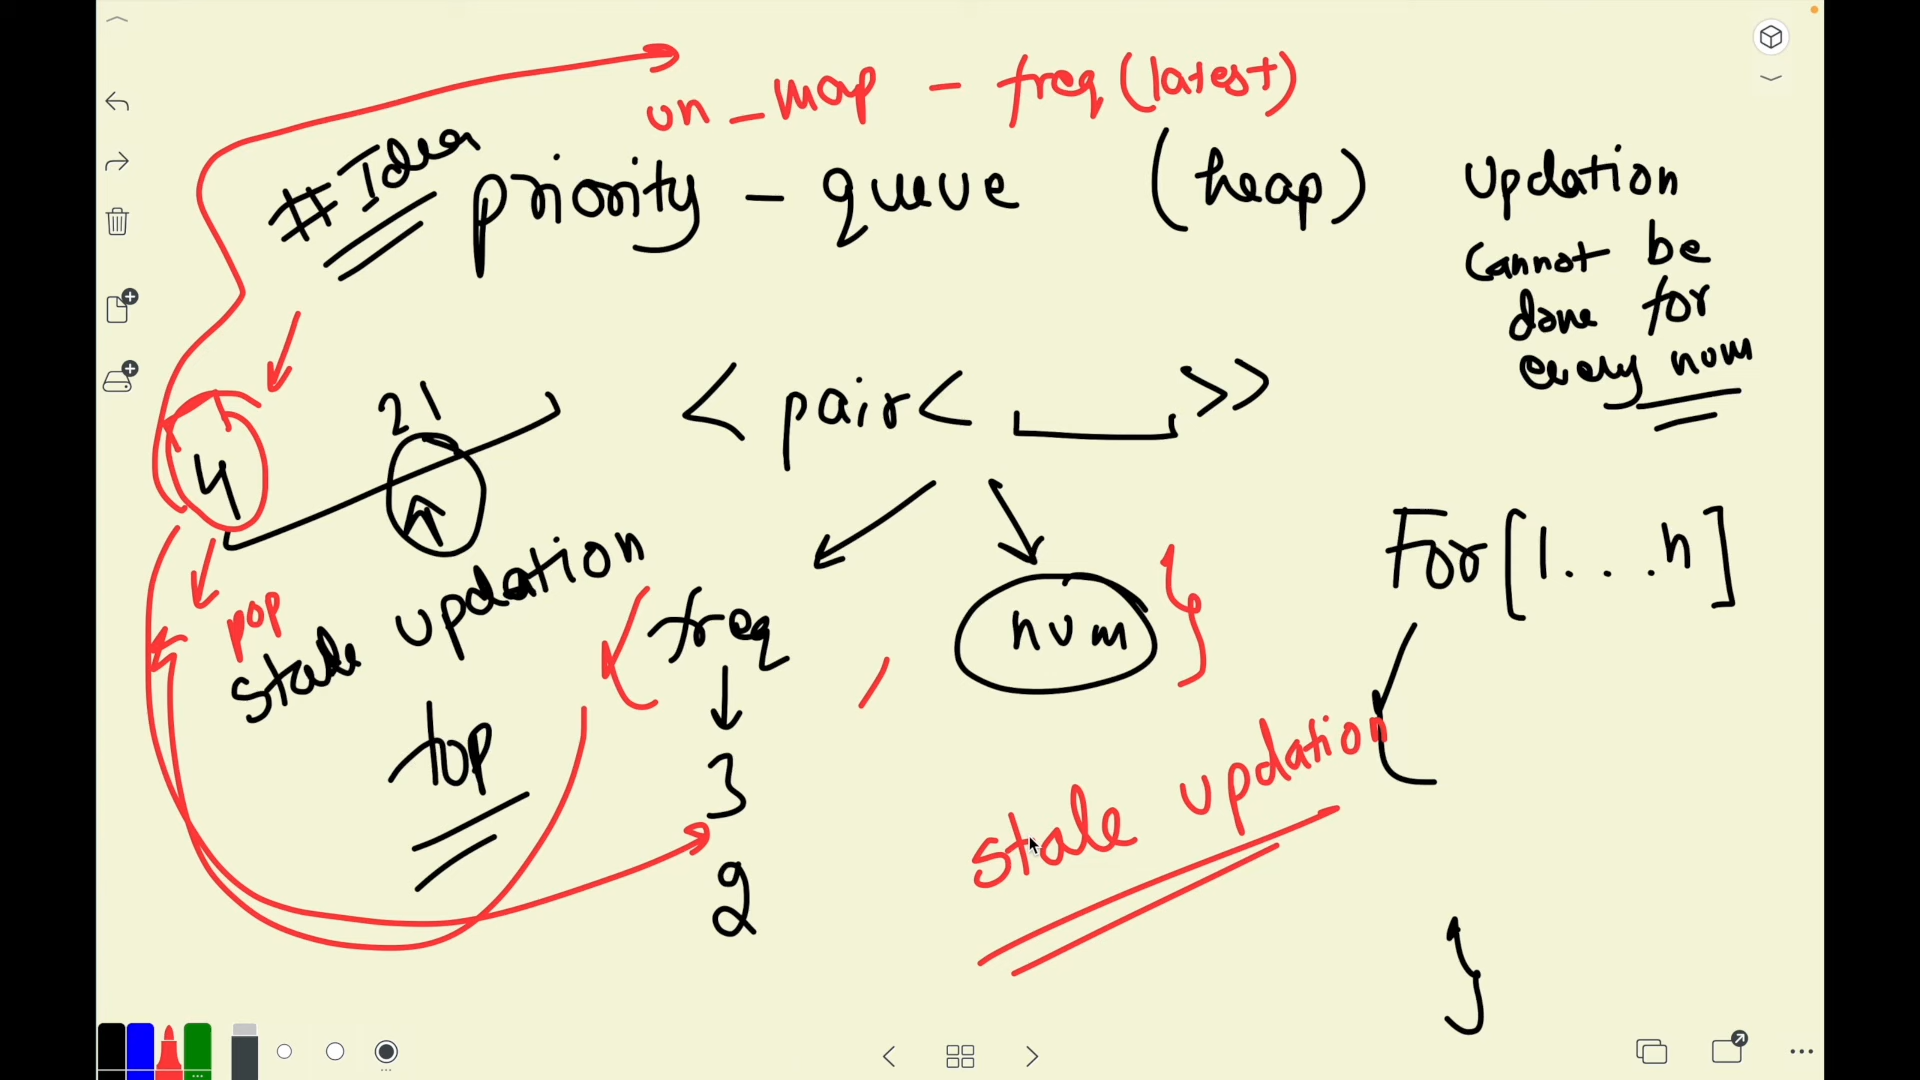 un_map - freq (latest)
#Idea
priority - queue (heap)
Updation
cannot be
done for
every num
< pair< >>
21
4
For [1...n]
pop
stale updation
{ freq , num }
top
3
2
stale updation
{
}